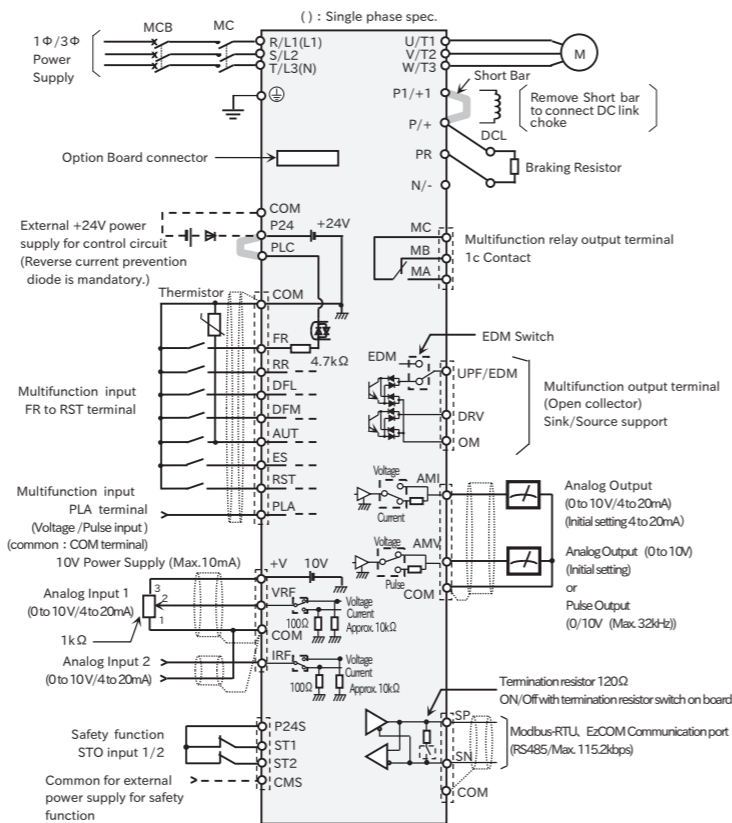 ( ) : Single phase spec.
MCB
MC
1Φ/3Φ
Power
Supply
R/L1(L1)
S/L2
T/L3(N)
U/T1
V/T2
W/T3
M
Short Bar
P1/+1
Remove Short bar
to connect DC link
choke
P/+
DCL
PR
Braking Resistor
N/-
Option Board connector
COM
P24
+24V
PLC
External +24V power
supply for control circuit
(Reverse current prevention
diode is mandatory.)
MC
MB
MA
Multifunction relay output terminal
1c Contact
Thermistor
COM
FR
4.7kΩ
RR
DFL
DFM
AUT
ES
RST
PLA
Multifunction input
FR to RST terminal
EDM Switch
EDM
UPF/EDM
DRV
OM
Multifunction output terminal
(Open collector)
Sink/Source support
Multifunction input
PLA terminal
(Voltage /Pulse input )
(common : COM terminal)
Voltage
AMI
Current
Analog Output
(0 to 10V/4 to 20mA)
(Initial setting 4 to 20mA)
Voltage
AMV
Pulse
COM
Analog Output (0 to 10V)
(Initial setting)
or
Pulse Output
(0/10V (Max. 32kHz))
10V Power Supply (Max.10mA)
+V
10V
3
2
1
VRF
Voltage
Current
100Ω
Approx. 10kΩ
COM
Analog Input 1
(0 to 10V/4 to 20mA)
1kΩ
Analog Input 2
(0 to 10V/4 to 20mA)
IRF
Voltage
Current
100Ω
Approx. 10kΩ
Termination resistor 120Ω
ON/Off with termination resistor switch on board
SP
SN
COM
Modbus-RTU, EzCOM Communication port
(RS485/Max. 115.2kbps)
Safety function
STO input 1/2
P24S
ST1
ST2
CMS
Common for external
power supply for safety
function